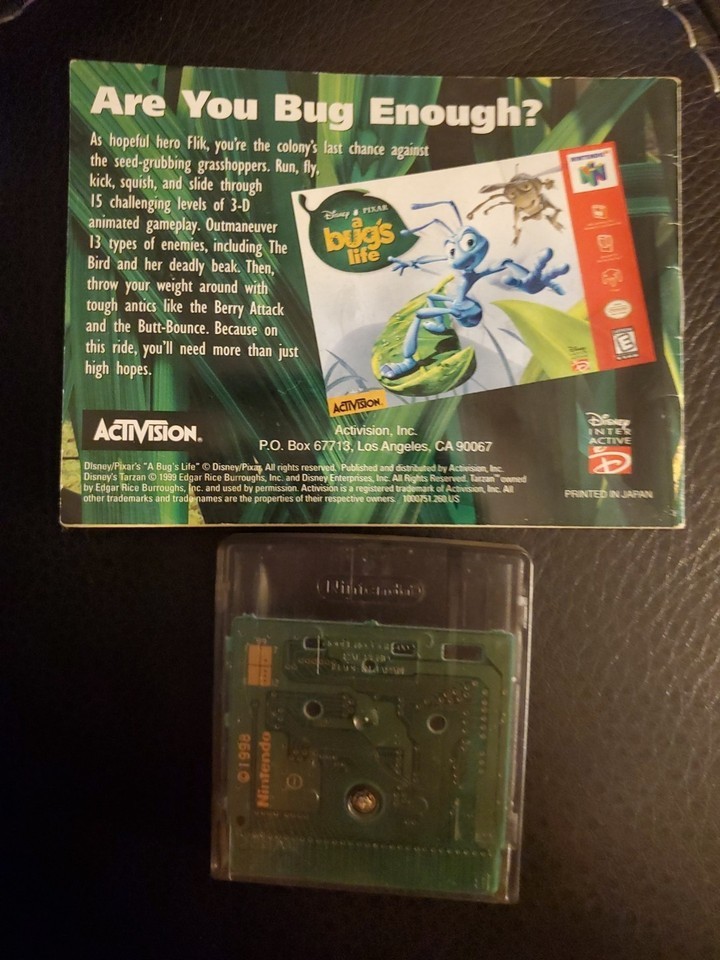 Are You Bug Enough?
As hopeful hero Flik, you're the colony's last chance against
the seed-grubbing grasshoppers. Run, fly,
kick, squish, and slide through
15 challenging levels of 3-D
animated gameplay. Outmaneuver
13 types of enemies, including The
Bird and her deadly beak. Then,
throw your weight around with
tough antics like the Berry Attack
and the Butt-Bounce. Because on
this ride, you'll need more than just
high hopes.
NINTENDO 64
Disney PIXAR
a
bug's
life
E
ACTIVISION
ACTIVISION®
Activision, Inc.
P.O. Box 67713, Los Angeles, CA 90067
Disney
INTER
ACTIVE
Disney/Pixar's "A Bug's Life" © Disney/Pixar. All rights reserved. Published and distributed by Activision, Inc.
Disney's Tarzan © 1999 Edgar Rice Burroughs, Inc. and Disney Enterprises, Inc. All Rights Reserved. Tarzan™ owned
by Edgar Rice Burroughs, Inc. and used by permission. Activision is a registered trademark of Activision, Inc. All
other trademarks and trade names are the properties of their respective owners. 1000751.260.US
PRINTED IN JAPAN
Nintendo
©1998
Nintendo